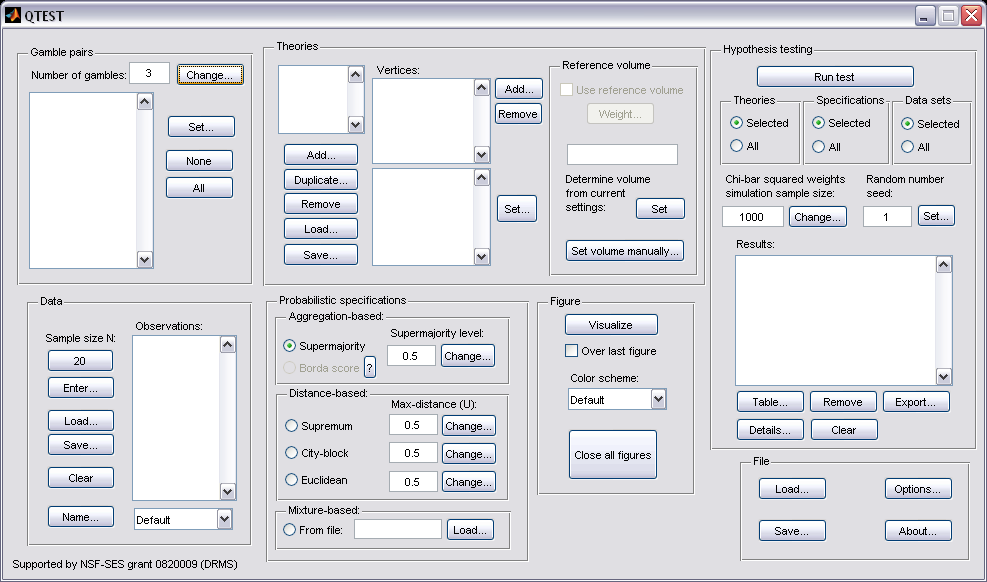 QTEST
Gamble pairs
Number of gambles: 3 Change...
Set...
None
All
Theories
Add...
Duplicate...
Remove
Load...
Save...
Vertices:
Add...
Remove
Set...
Reference volume
Use reference volume
Weight...
Determine volume
from current
settings:
Set
Set volume manually...
Hypothesis testing
Run test
Theories
Selected
All
Specifications
Selected
All
Data sets
Selected
All
Chi-bar squared weights
simulation sample size:
1000 Change...
Random number
seed:
1 Set...
Results:
Table... Remove Export...
Details... Clear
Data
Sample size N:
20
Enter...
Load...
Save...
Clear
Name...
Observations:
Default
Probabilistic specifications
Aggregation-based:
Supermajority
Borda score ?
Supermajority level:
0.5 Change...
Distance-based:
Max-distance (U):
Supremum 0.5 Change...
City-block 0.5 Change...
Euclidean 0.5 Change...
Mixture-based:
From file: Load...
Figure
Visualize
Over last figure
Color scheme:
Default
Close all figures
File
Load... Options...
Save... About...
Supported by NSF-SES grant 0820009 (DRMS)